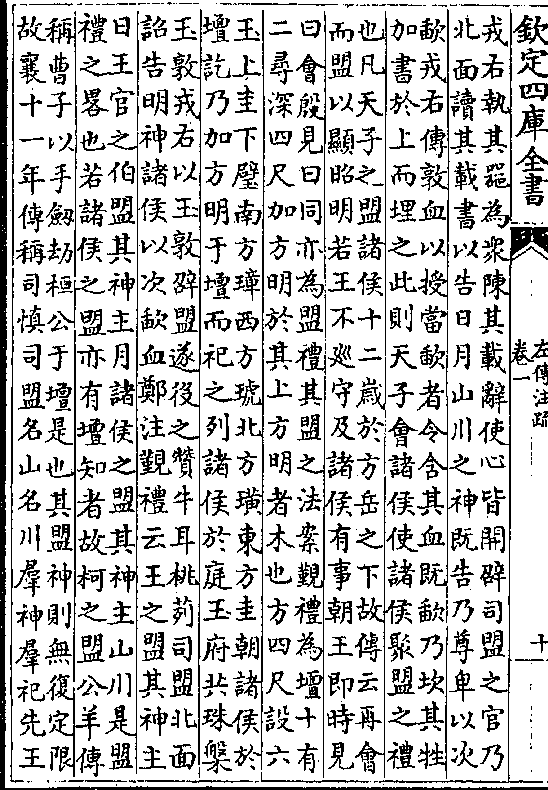 欽定四庫全書
左傳注疏
卷一
十
戎右執其器為衆陳其載辭使心皆開辟司盟之官乃
北面讀其載書以告日月山川之神既告乃尊卑以次
歃戎右傳敦血以授當歃者令含其血既歃乃坎其牲
加書於上而埋之此則天子會諸侯使諸侯聚盟之禮
也凡天子之盟諸侯十二歲於方岳之下故傳云再會
而盟以顯昭明若王不廵守及諸侯有事朝王即時見
曰會殷見曰同亦為盟禮其盟之法案覲禮為壇十有
二尋深四尺加方明於其上方明者木也方四尺設六
玉上圭下璧南方璋西方琥北方璜東方圭朝諸侯於
壇訖乃加方明于壇而祀之列諸侯於庭玉府共珠槃
玉敦戎右以玉敦辟盟遂役之贊牛耳桃茢司盟北面
詔告明神諸侯以次歃血鄭注覲禮云王之盟其神主
日王官之伯盟其神主月諸侯之盟其神主山川是盟
禮之畧也若諸侯之盟亦有壇知者故柯之盟公羊傳
稱曹子以手劒劫桓公于壇是也其盟神則無復定限
故襄十一年傳稱司慎司盟名山名川羣神羣祀先王